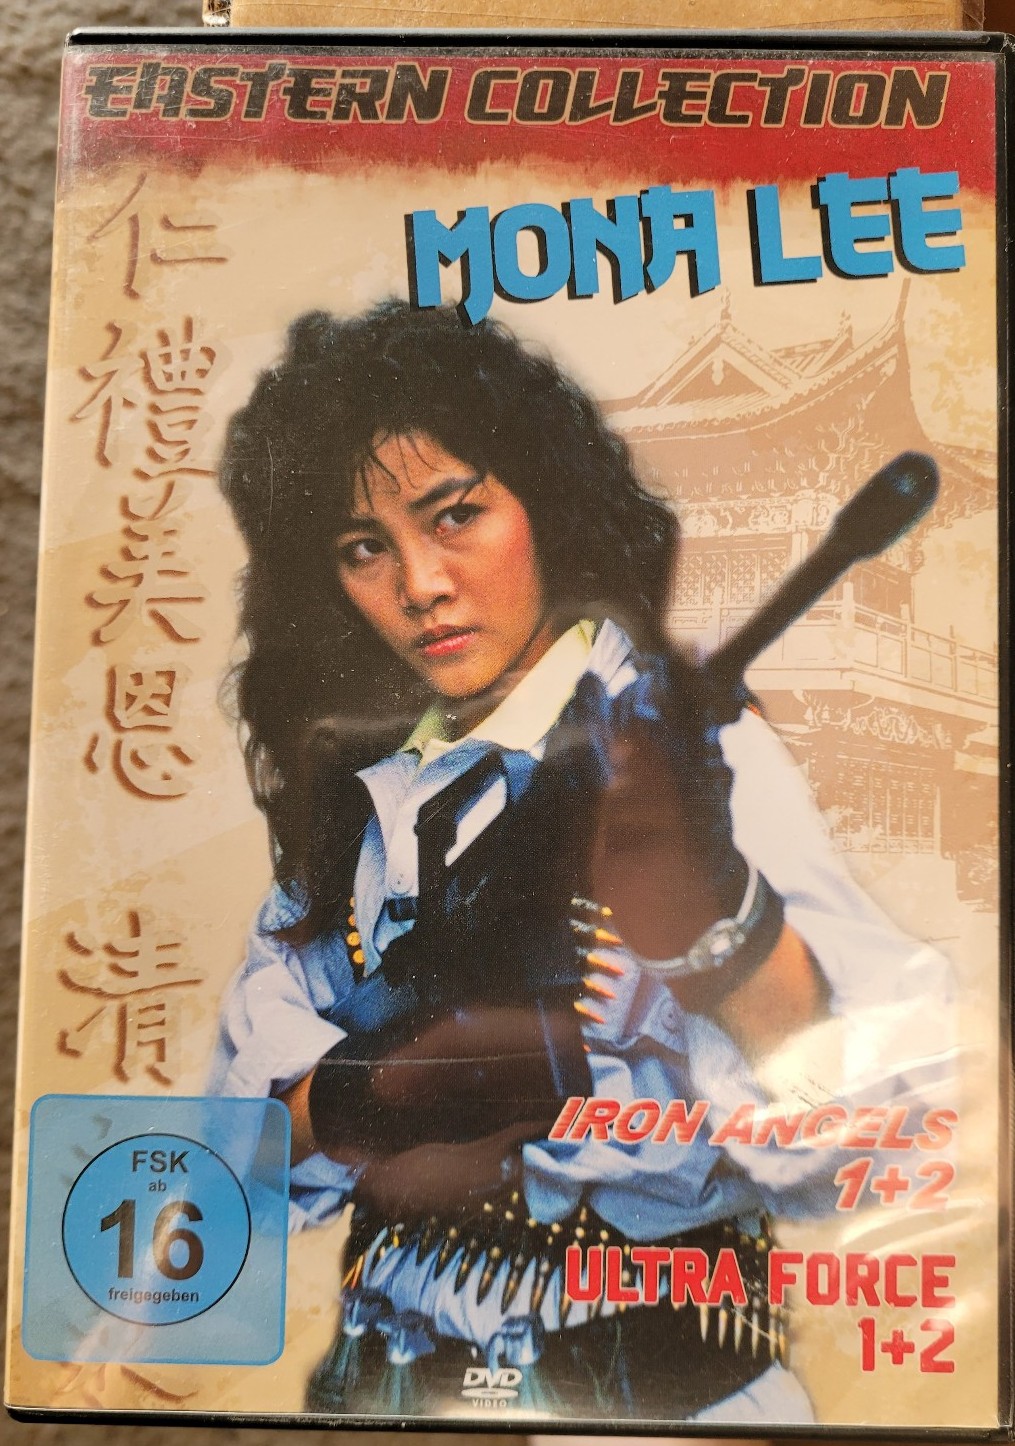 EASTERN COLLECTION
MONA LEE
仁
禮
義
恩
清
IRON ANGELS
1+2
ULTRA FORCE
1+2
FSK
ab
16
freigegeben
DVD
VIDEO